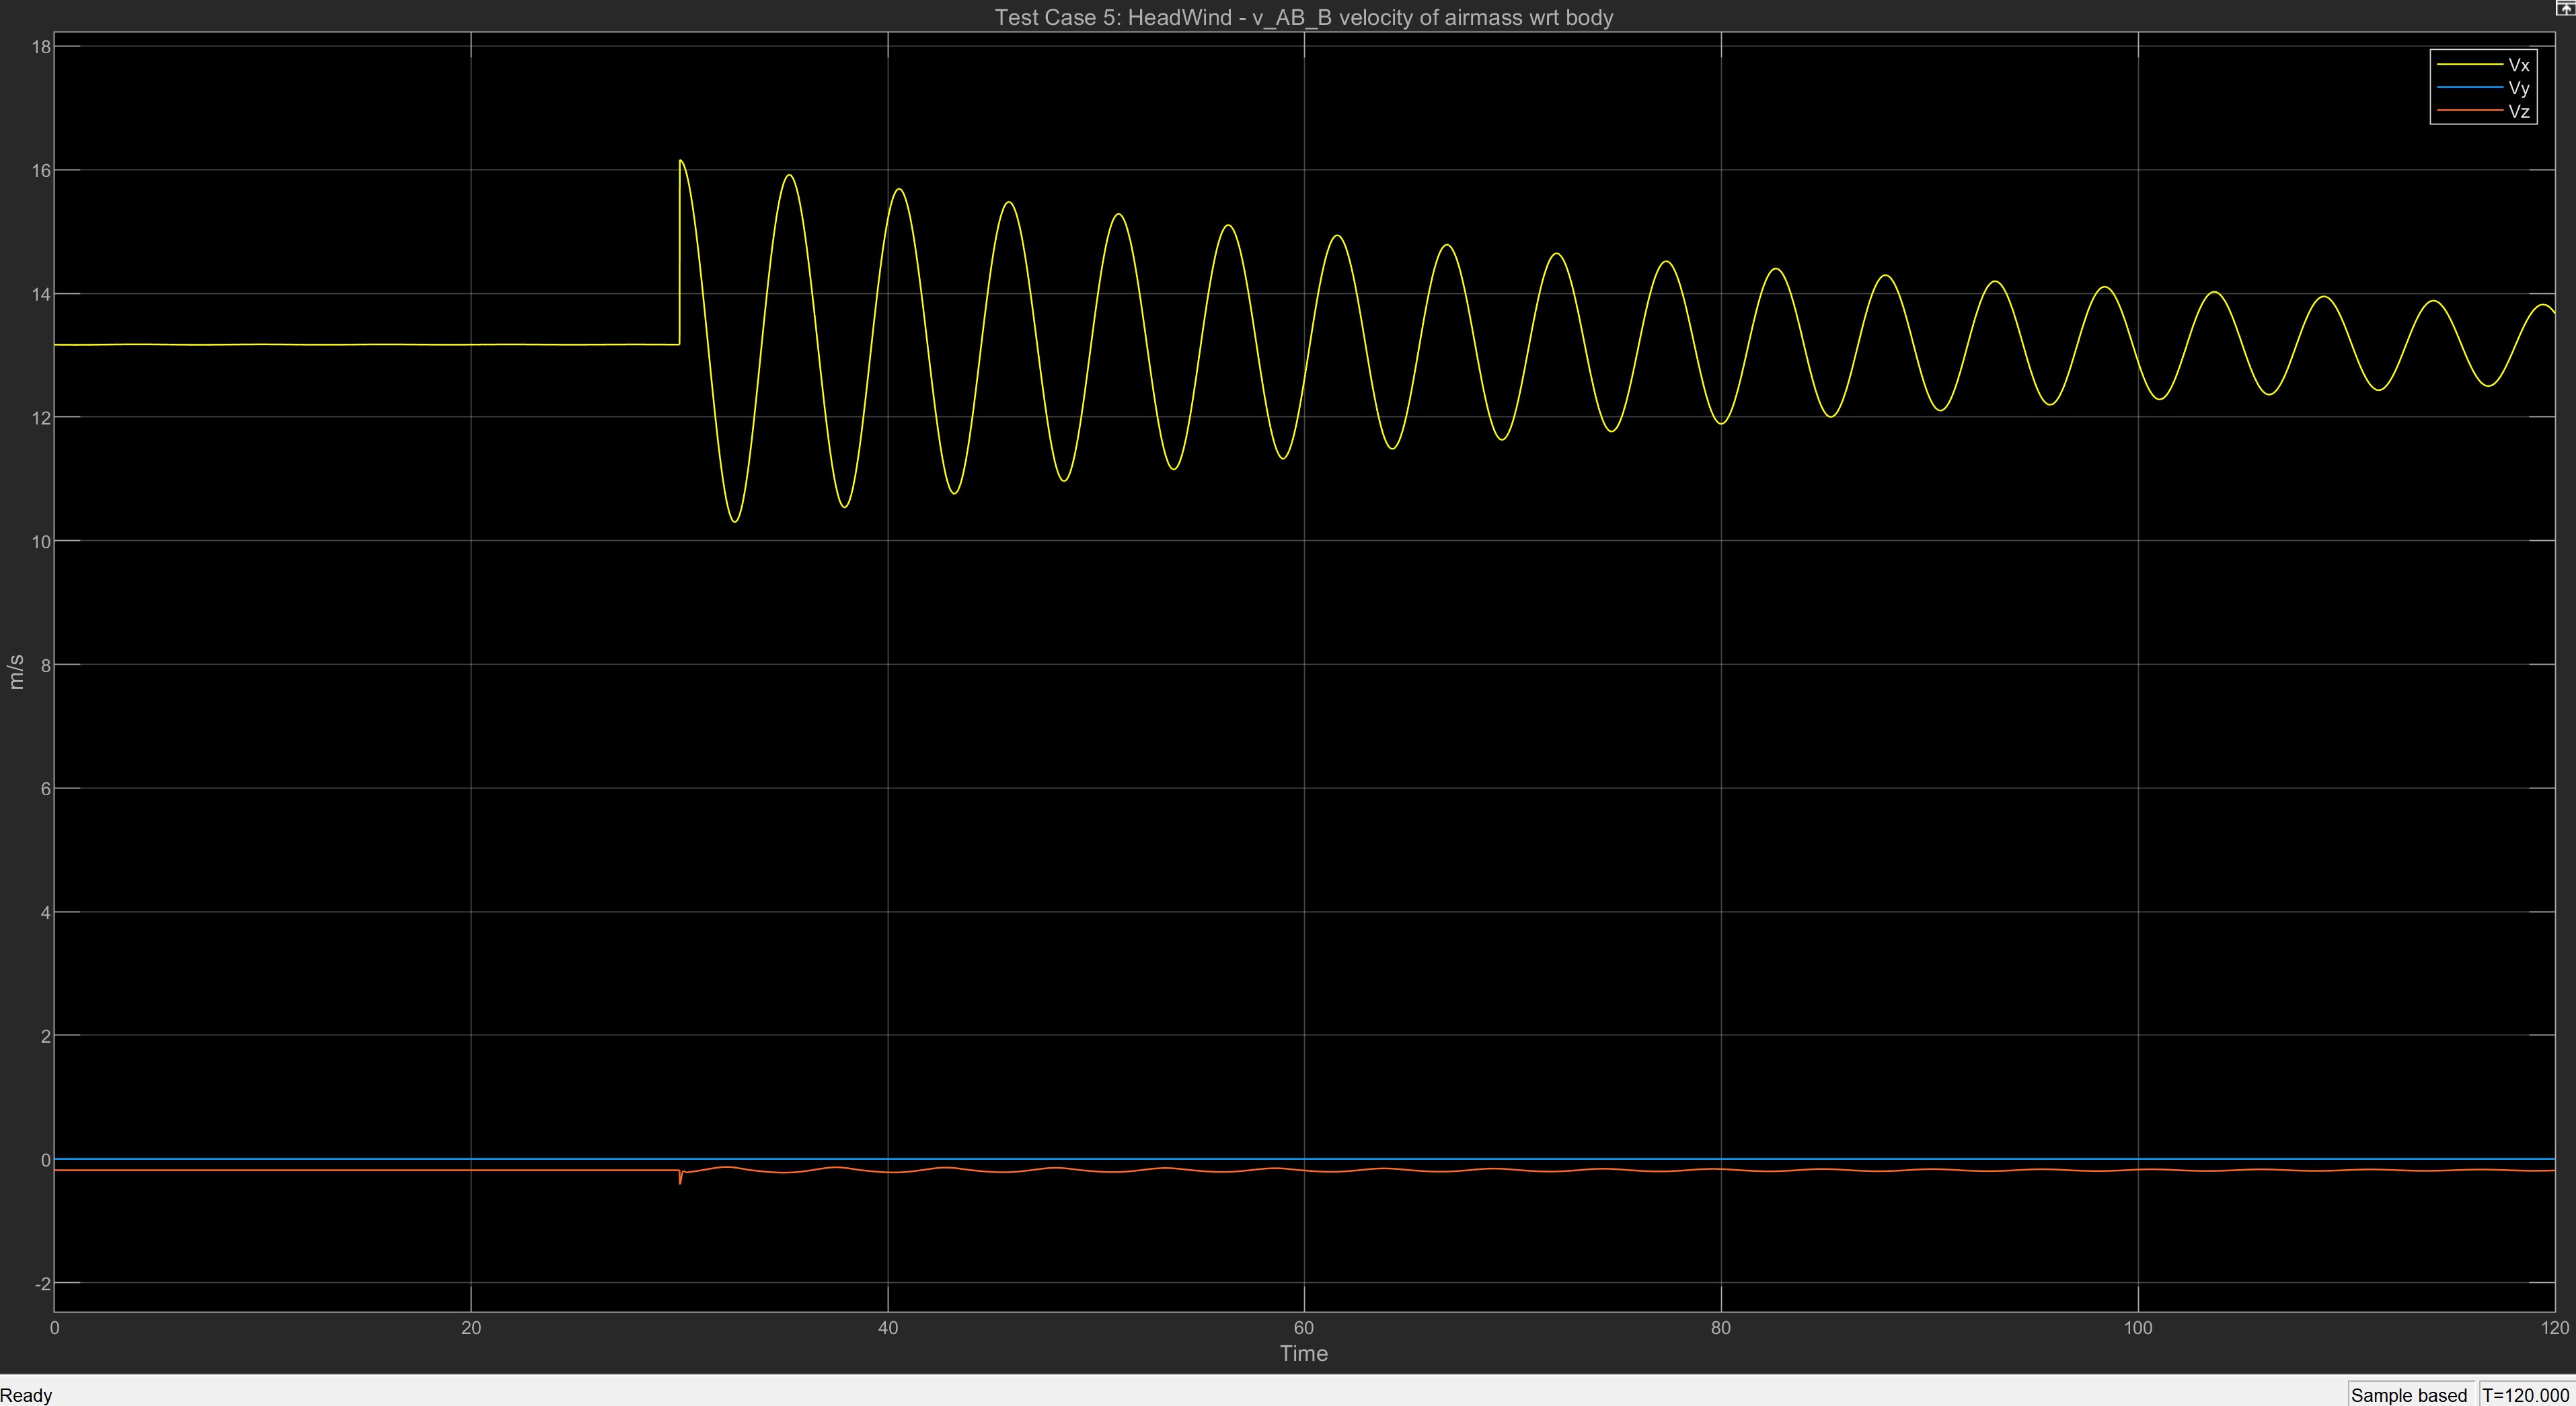 Test Case 5: HeadWind - v_AB_B velocity of airmass wrt body
Vx
Vy
Vz
18
16
14
12
10
8
6
4
2
0
-2
m/s
0 20 40 60 80 100 120
Time
Ready Sample based T=120.000